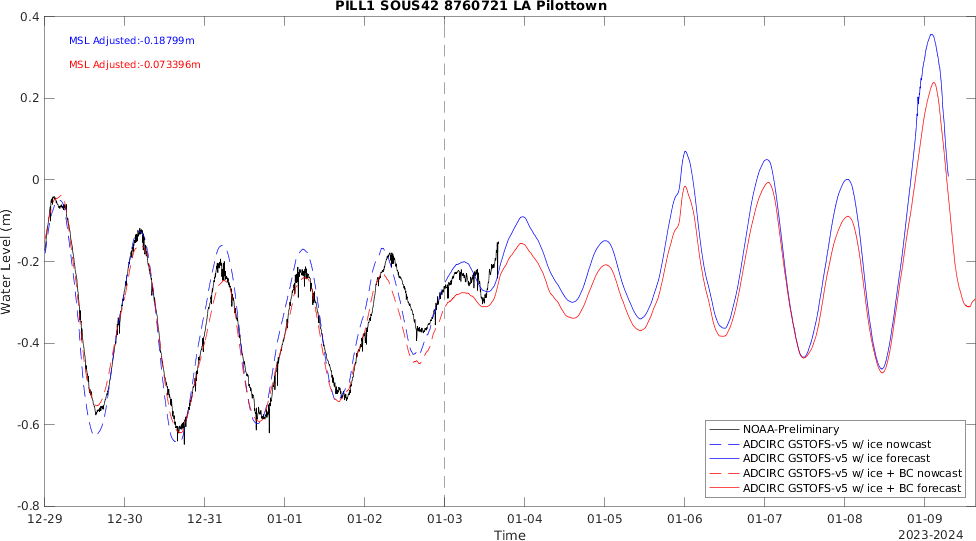 PILL1 SOUS42 8760721 LA Pilottown
MSL Adjusted:-0.18799m
MSL Adjusted:-0.073396m
Water Level (m)
0.4
0.2
0
-0.2
-0.4
-0.6
-0.8
NOAA-Preliminary
ADCIRC GSTOFS-v5 w/ ice nowcast
ADCIRC GSTOFS-v5 w/ ice forecast
ADCIRC GSTOFS-v5 w/ ice + BC nowcast
ADCIRC GSTOFS-v5 w/ ice + BC forecast
12-29 12-30 12-31 01-01 01-02 01-03 01-04 01-05 01-06 01-07 01-08 01-09
Time
2023-2024